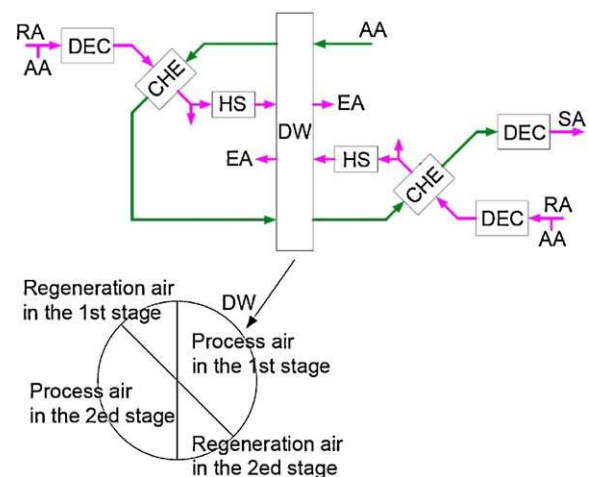 RA
DEC
AA
CHE
HS
DW
AA
EA
EA
HS
CHE
DEC
SA
DEC
RA
AA
DW
Regeneration air
in the 1st stage
Process air
in the 1st stage
Process air
in the 2ed stage
Regeneration air
in the 2ed stage